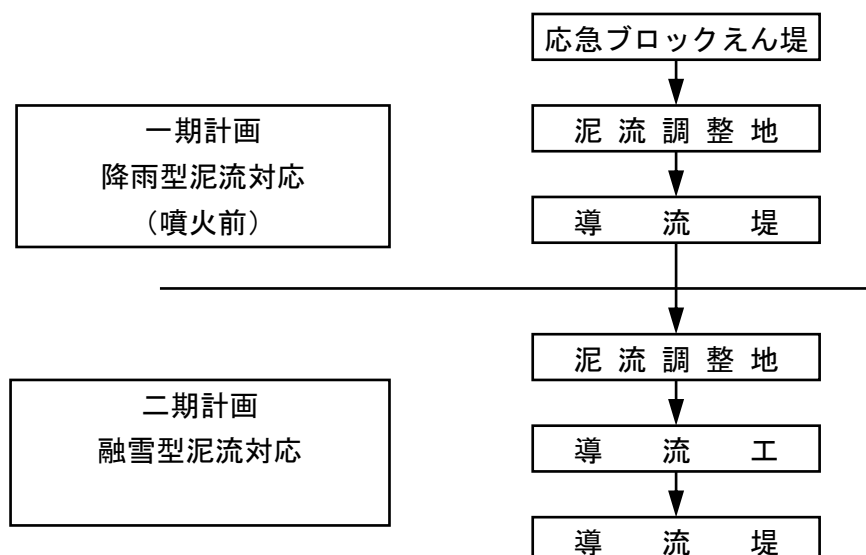 応急ブロックえん堤
一期計画
降雨型泥流対応
（噴火前）
泥流調整地
導流堤
二期計画
融雪型泥流対応
泥流調整地
導流工
導流堤